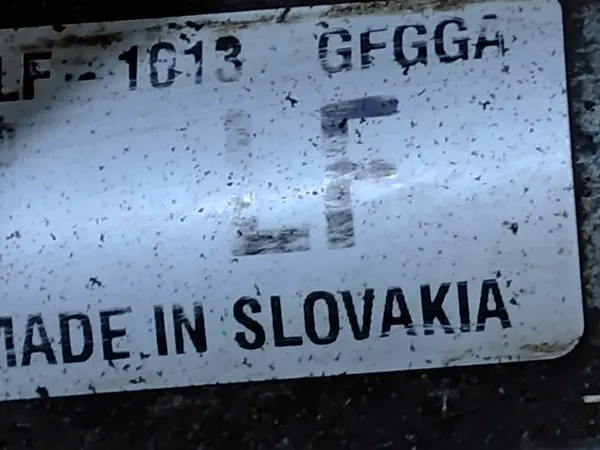 LF - 1013 GFGGA
LF
MADE IN SLOVAKIA